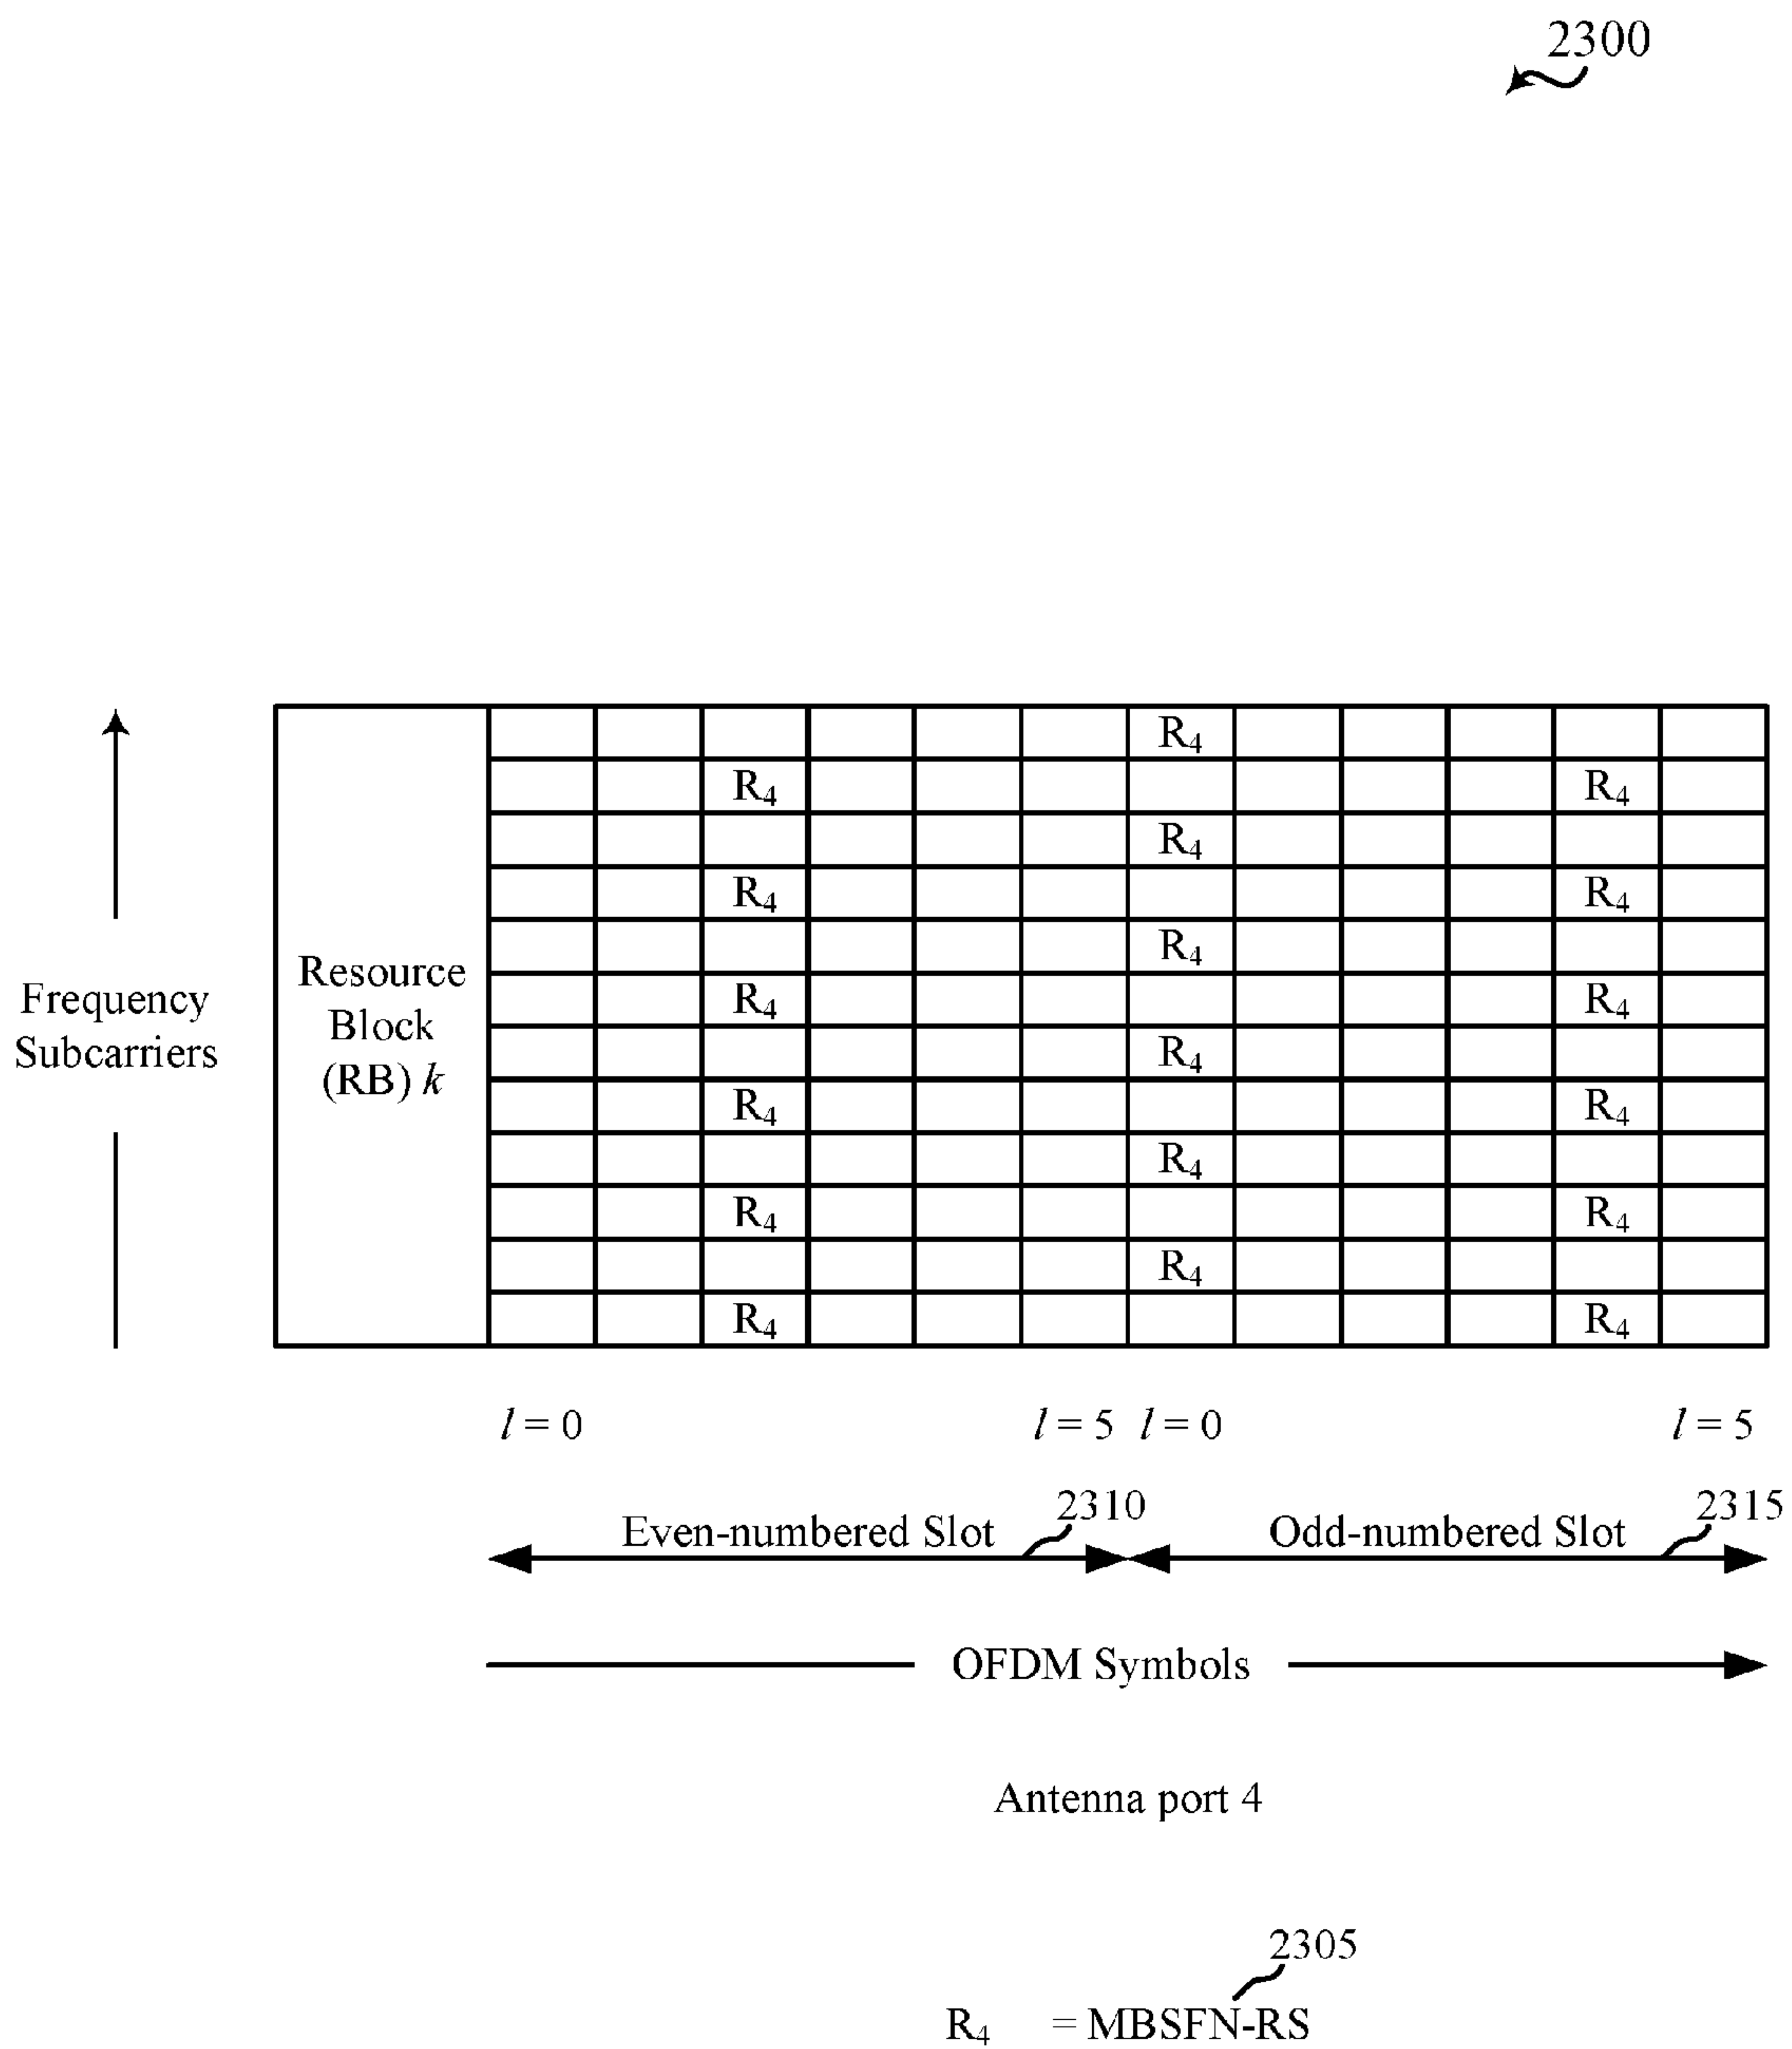 2300
R4
R4 R4
R4
R4 R4
R4
Resource
Block
(RB) k
Frequency
Subcarriers
R4 R4
R4
R4 R4
R4
R4 R4
R4
R4 R4
l = 0 l = 5 l = 0 l = 5
2310 2315
Even-numbered Slot Odd-numbered Slot
OFDM Symbols
Antenna port 4
2305
R4 = MBSFN-RS